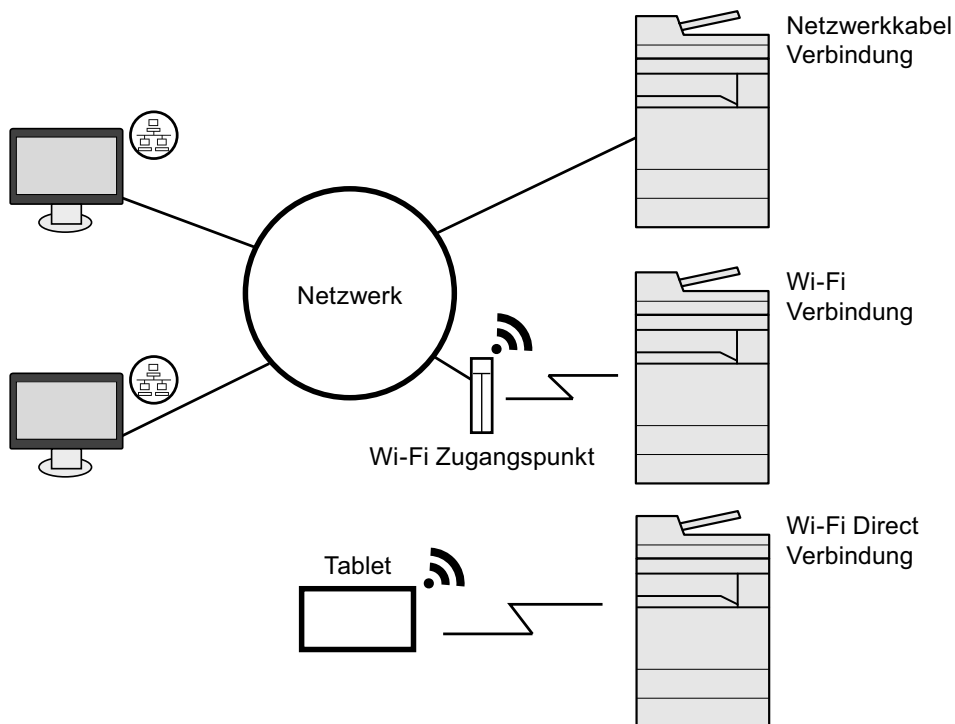 Netzwerkkabel
Verbindung
Netzwerk
Wi-Fi
Verbindung
Wi-Fi Zugangspunkt
Wi-Fi Direct
Verbindung
Tablet